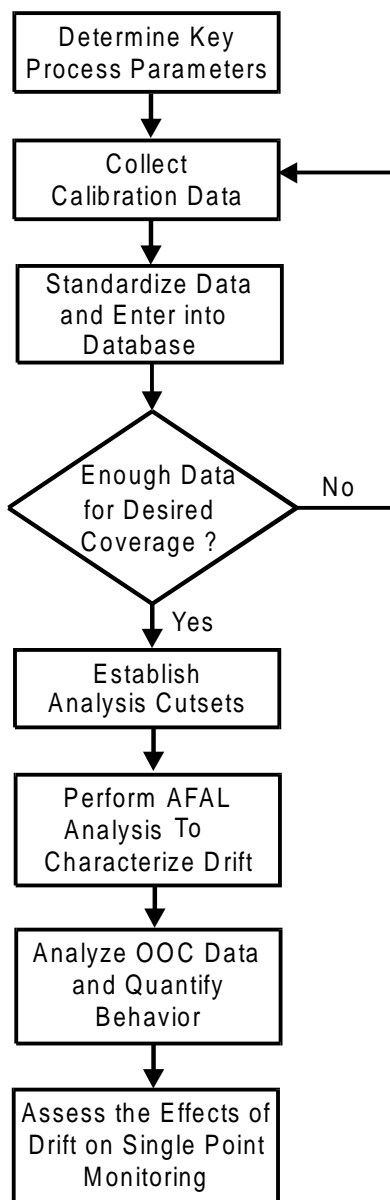 Determine Key
Process Parameters
Collect
Calibration Data
Standardize Data
and Enter into
Database
Enough Data
for Desired
Coverage ?
No
Yes
Establish
Analysis Cutsets
Perform AFAL
Analysis To
Characterize Drift
Analyze OOC Data
and Quantify
Behavior
Assess the Effects of
Drift on Single Point
Monitoring